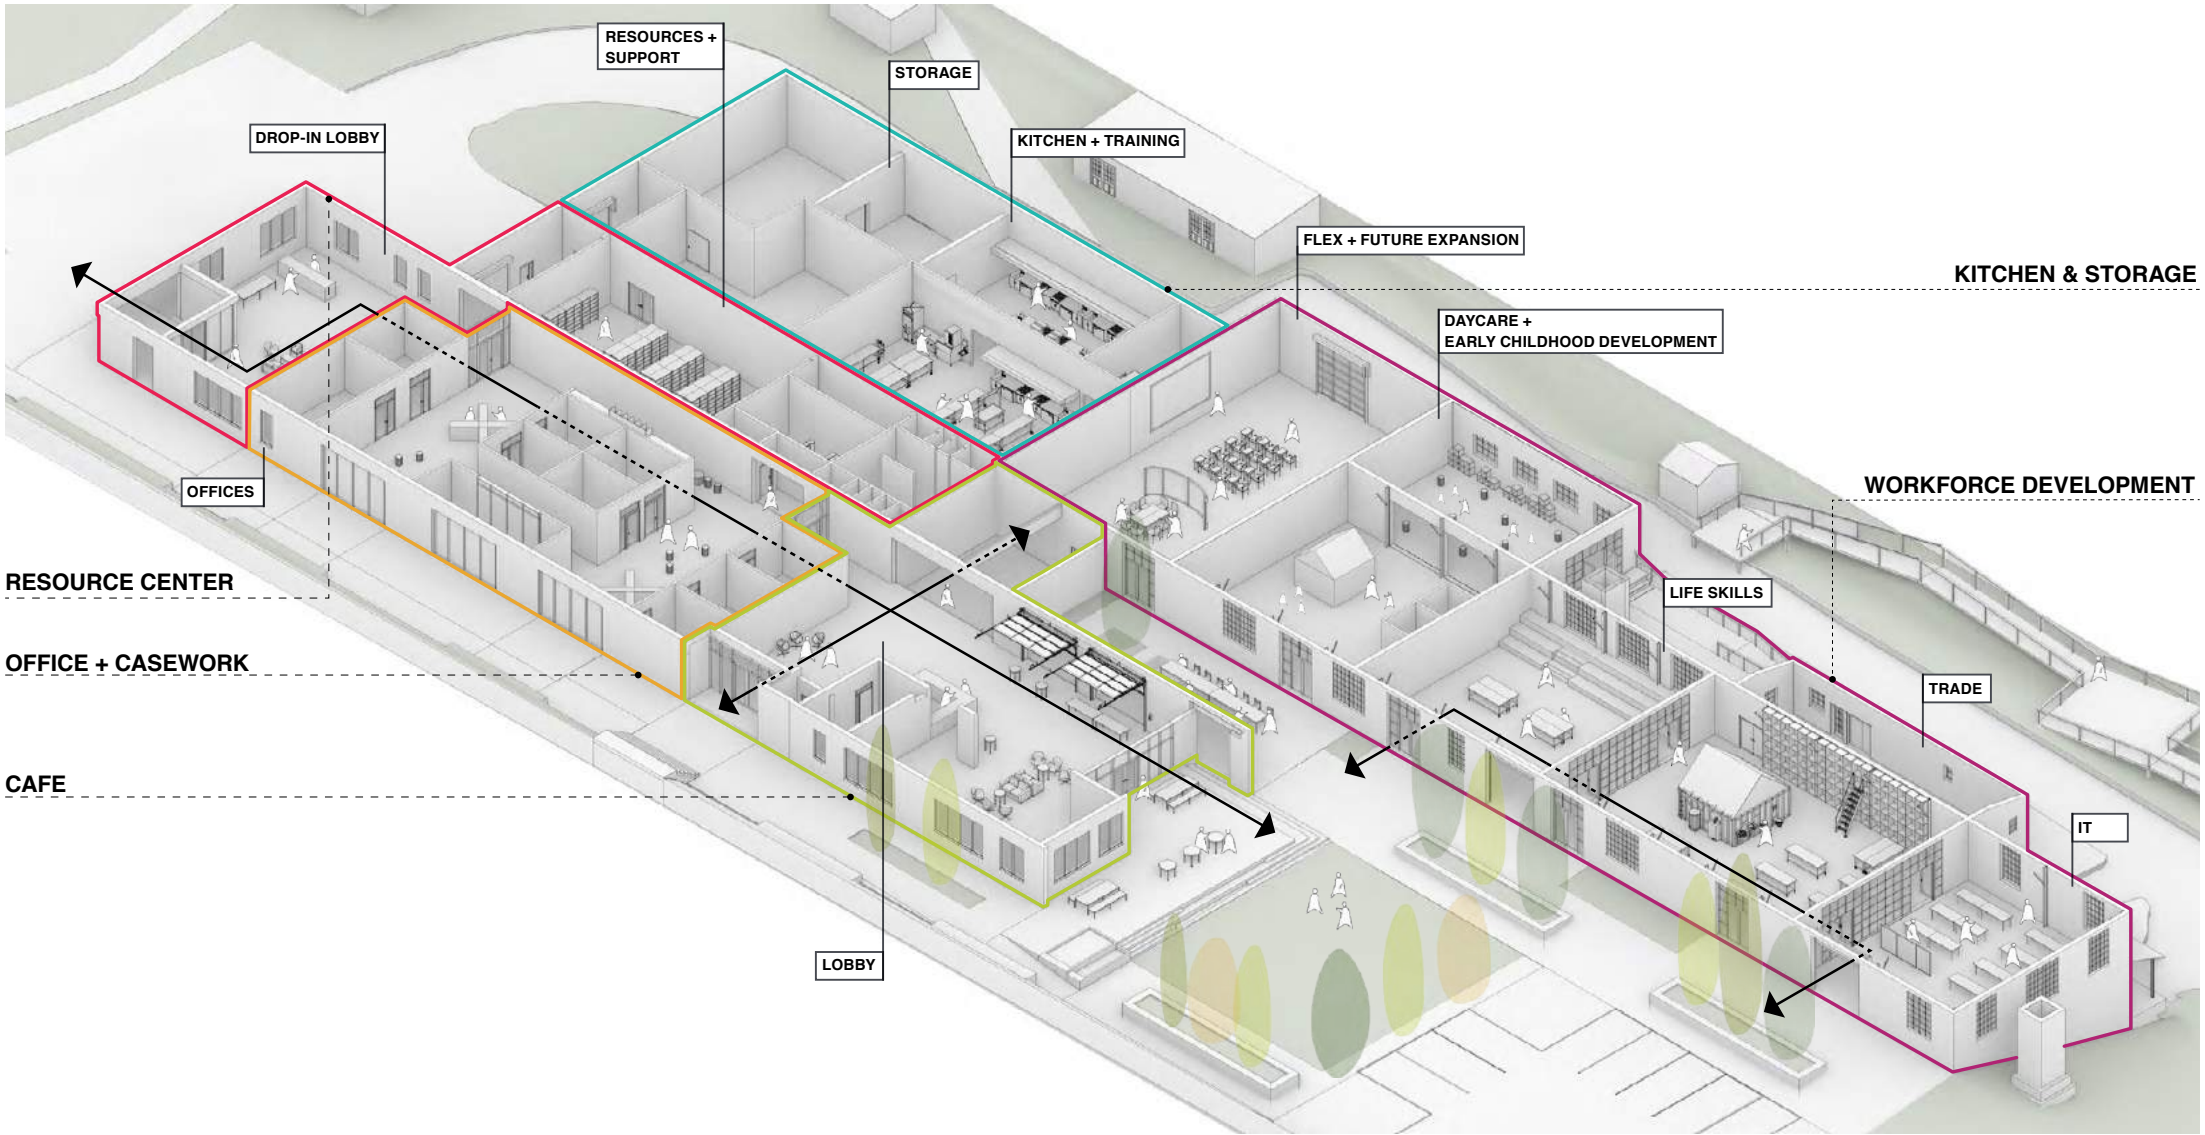 RESOURCES +
SUPPORT
STORAGE
DROP-IN LOBBY
KITCHEN + TRAINING
FLEX + FUTURE EXPANSION
KITCHEN & STORAGE
DAYCARE +
EARLY CHILDHOOD DEVELOPMENT
OFFICES
WORKFORCE DEVELOPMENT
RESOURCE CENTER
LIFE SKILLS
OFFICE + CASEWORK
TRADE
CAFE
IT
LOBBY